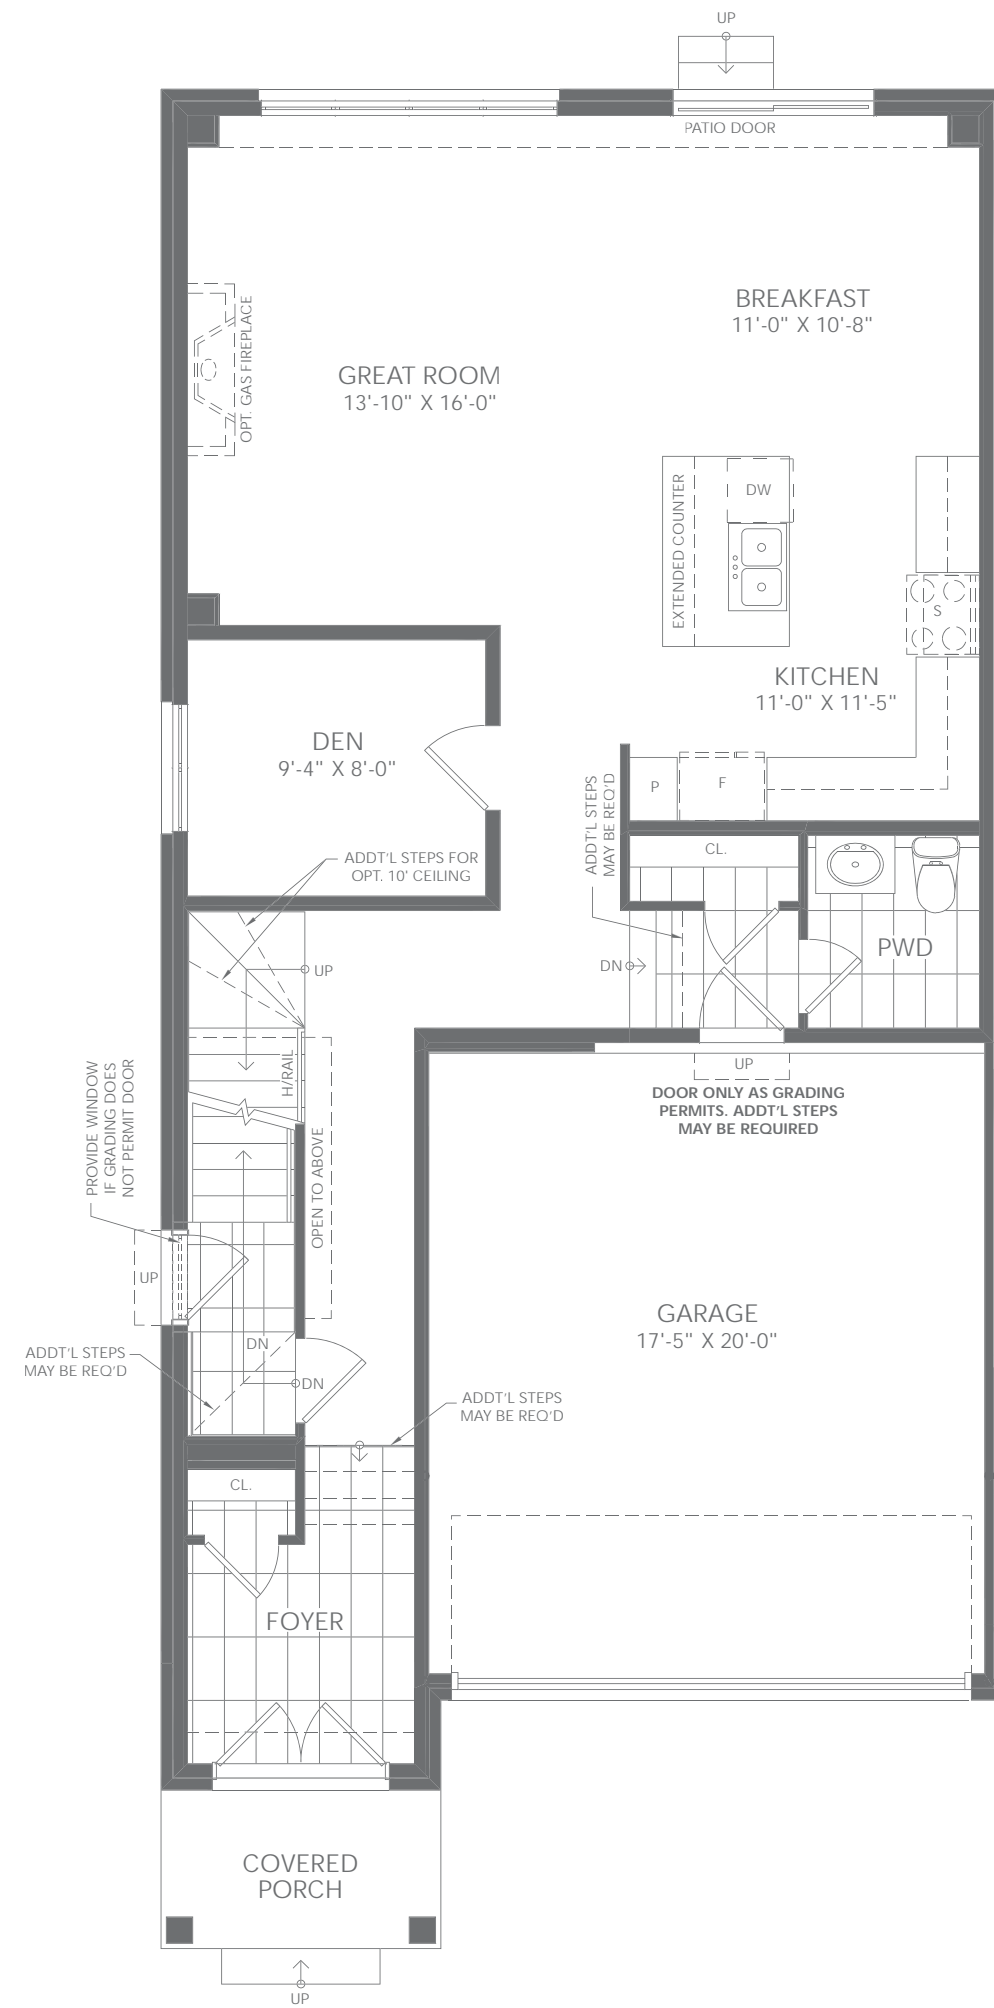 UP
PATIO DOOR
BREAKFAST
11'-0" X 10'-8"
OPT. GAS FIREPLACE
GREAT ROOM
13'-10" X 16'-0"
EXTENDED COUNTER
DW
S
KITCHEN
11'-0" X 11'-5"
DEN
9'-4" X 8'-0"
P
F
ADDT'L STEPS
MAY BE REQ'D
CL.
ADDT'L STEPS FOR
OPT. 10' CEILING
PWD
DN
UP
H/RAIL
UP
DOOR ONLY AS GRADING
PERMITS. ADDT'L STEPS
MAY BE REQUIRED
PROVIDE WINDOW
IF GRADING DOES
NOT PERMIT DOOR
OPEN TO ABOVE
UP
GARAGE
17'-5" X 20'-0"
DN
ADDT'L STEPS
MAY BE REQ'D
DN
ADDT'L STEPS
MAY BE REQ'D
CL.
FOYER
COVERED
PORCH
UP